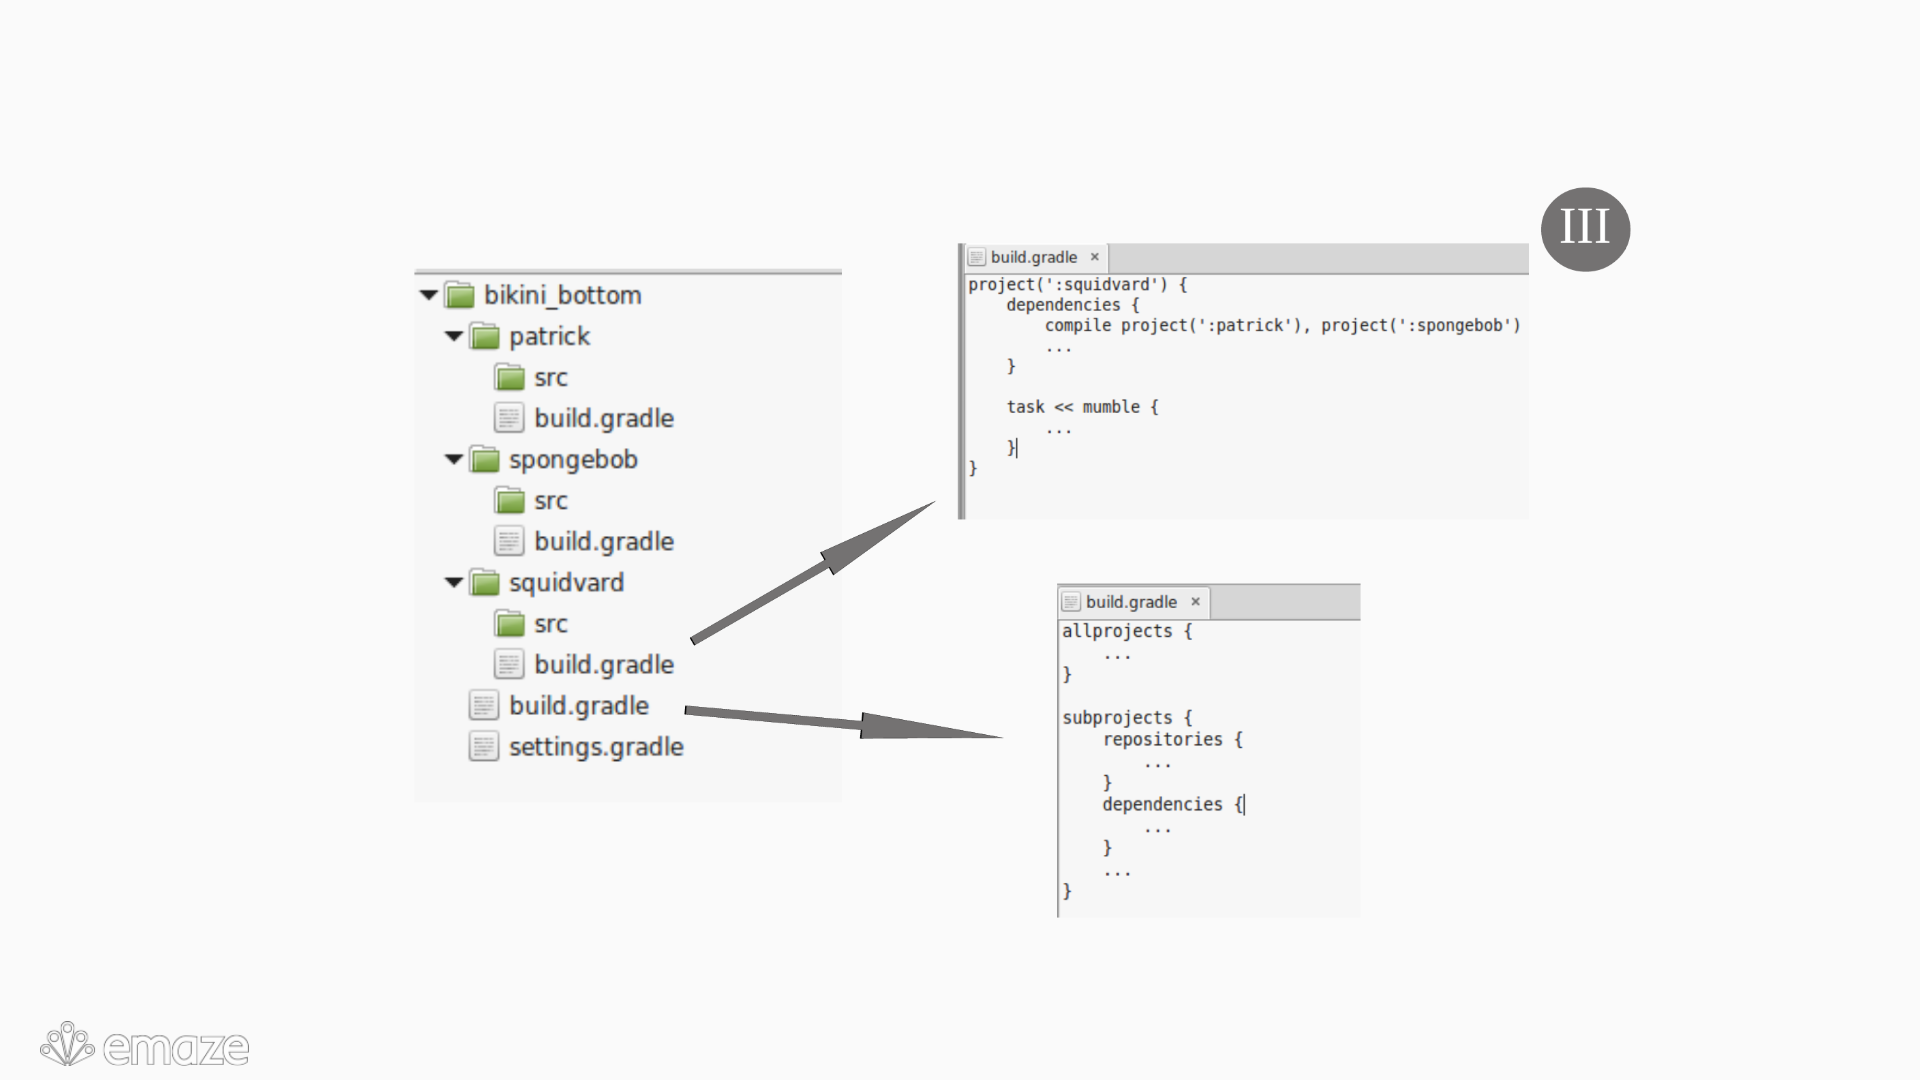 III
bikini_bottom
patrick
src
build.gradle
spongebob
src
build.gradle
squidvard
src
build.gradle
build.gradle
settings.gradle
build.gradle ×
project(':squidvard') {
    dependencies {
        compile project(':patrick'), project(':spongebob')
        ...
    }

    task << mumble {
        ...
    }
}
build.gradle ×
allprojects {
    ...
}

subprojects {
    repositories {
        ...
    }
    dependencies {
        ...
    }
    ...
}
emaze